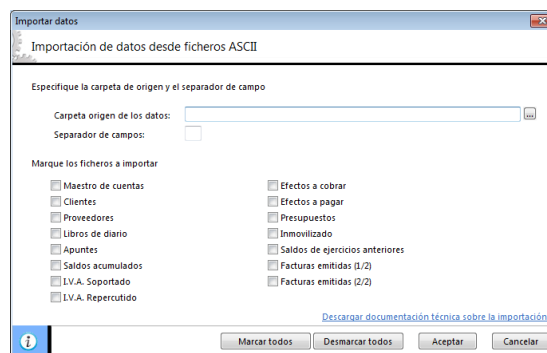 Importar datos
Importación de datos desde ficheros ASCII
Especifique la carpeta de origen y el separador de campo
Carpeta origen de los datos:
...
Separador de campos:
Marque los ficheros a importar
Maestro de cuentas
Clientes
Proveedores
Libros de diario
Apuntes
Saldos acumulados
I.V.A. Soportado
I.V.A. Repercutido
Efectos a cobrar
Efectos a pagar
Presupuestos
Inmovilizado
Saldos de ejercicios anteriores
Facturas emitidas (1/2)
Facturas emitidas (2/2)
Descargar documentación técnica sobre la importación
Marcar todos
Desmarcar todos
Aceptar
Cancelar